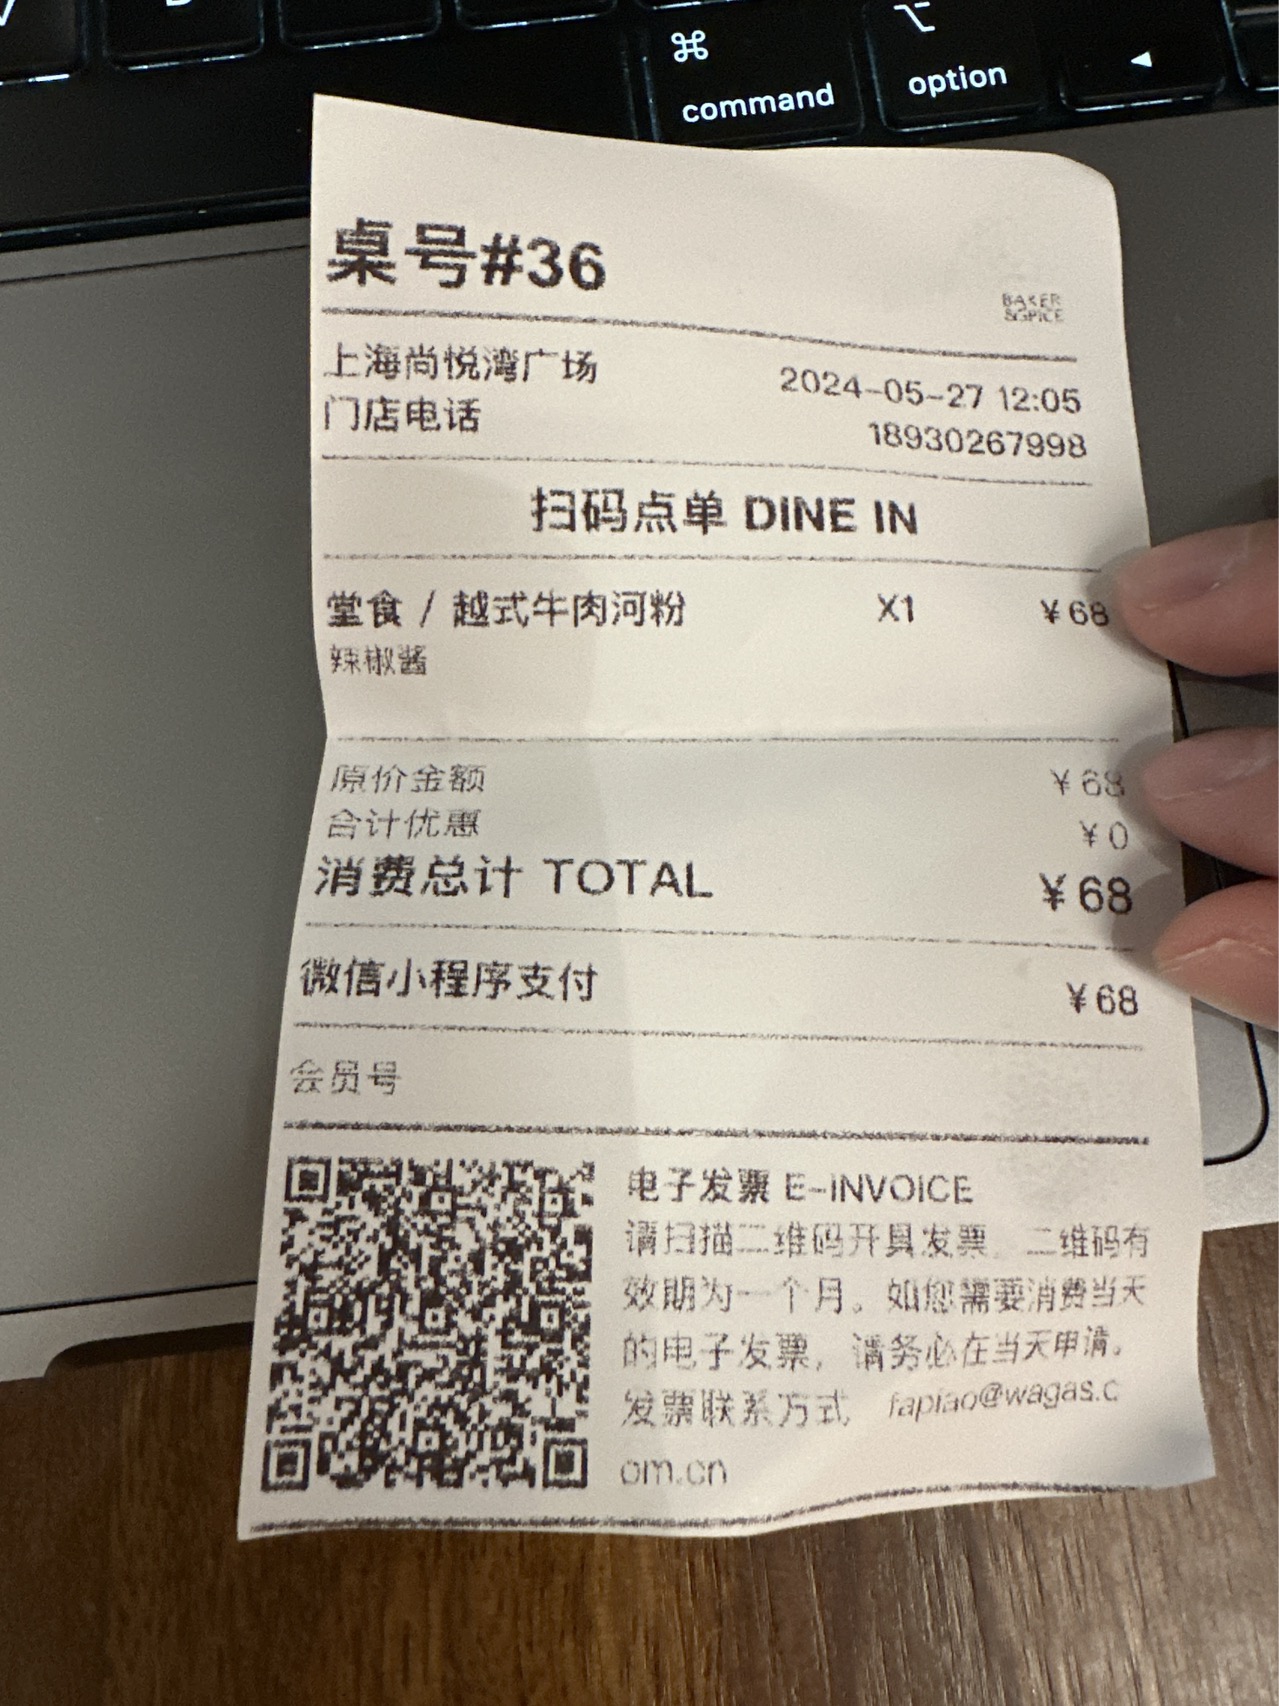 ⌘
command
⌥
option
◀
桌号#36
BAKER
&SPICE
上海尚悦湾广场
2024-05-27 12:05
门店电话
18930267998
扫码点单 DINE IN
堂食 / 越式牛肉河粉 X1 ¥68
辣椒酱
原价金额 ¥68
合计优惠 ¥0
消费总计 TOTAL ¥68
微信小程序支付 ¥68
会员号
电子发票 E-INVOICE
请扫描二维码开具发票 二维码有
效期为一个月。如您需要消费当天
的电子发票，请务必在当天申请。
发票联系方式 fapiao@wagas.c
om.cn